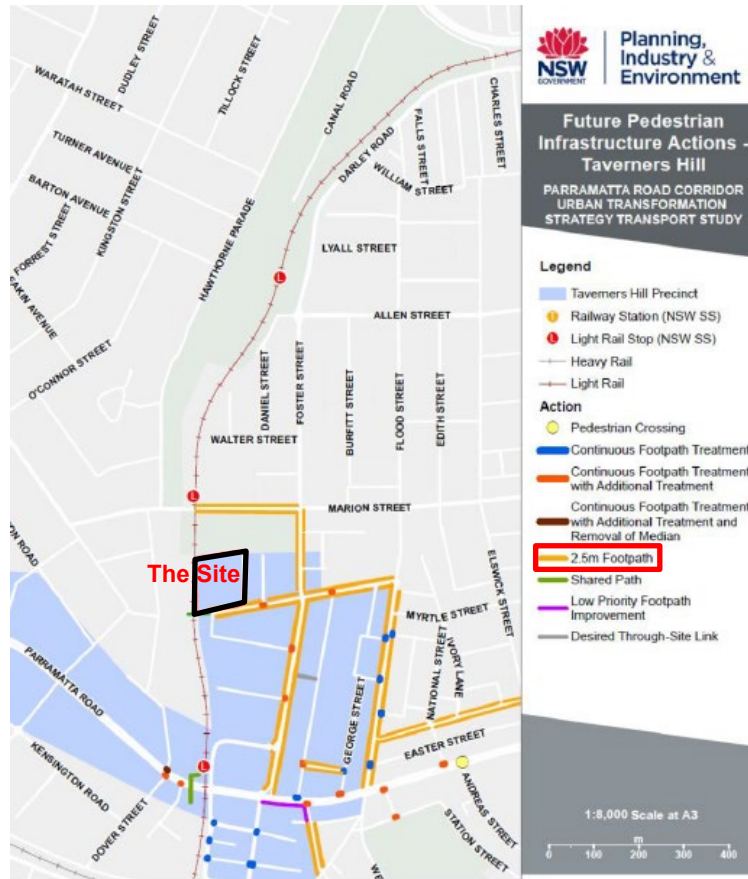 DUDLEY STREET
WARATAH STREET
TILLOCK STREET
CANAL ROAD
CHARLES STREET
FALLS STREET
DARLEY ROAD
WILLIAM STREET
TURNER AVENUE
BARTON AVENUE
KINGSTON STREET
FORREST STREET
HAWTHORNE PARADE
LYALL STREET
L
ALLEN STREET
EAKIN AVENUE
O'CONNOR STREET
DANIEL STREET
FOSTER STREET
BURFITT STREET
FLOOD STREET
EDITH STREET
WALTER STREET
L
MARION STREET
ELSWICK STREET
The Site
MYRTLE STREET
NATIONAL STREET
IVORY LANE
PARRAMATTA ROAD
GEORGE STREET
EASTER STREET
KENSINGTON ROAD
L
DOVER STREET
ANDREAS STREET
STATION STREET
NSW
GOVERNMENT
Planning,
Industry &
Environment
Future Pedestrian
Infrastructure Actions -
Taverners Hill
PARRAMATTA ROAD CORRIDOR
URBAN TRANSFORMATION
STRATEGY TRANSPORT STUDY
Legend
Taverners Hill Precinct
Railway Station (NSW SS)
L Light Rail Stop (NSW SS)
Heavy Rail
Light Rail
Action
Pedestrian Crossing
Continuous Footpath Treatment
Continuous Footpath Treatment
with Additional Treatment
Continuous Footpath Treatment
with Additional Treatment and
Removal of Median
2.5m Footpath
Shared Path
Low Priority Footpath
Improvement
Desired Through-Site Link
1:8,000 Scale at A3
m
0 100 200 300 400